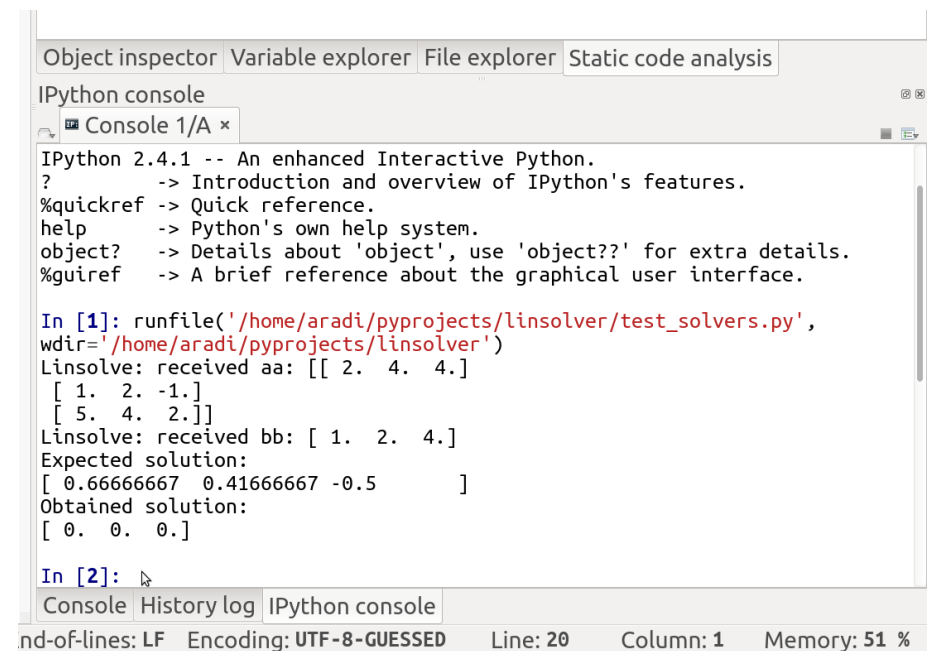 Object inspector Variable explorer File explorer Static code analysis
IPython console
IP: Console 1/A ×
IPython 2.4.1 -- An enhanced Interactive Python.
?         -> Introduction and overview of IPython's features.
%quickref -> Quick reference.
help      -> Python's own help system.
object?   -> Details about 'object', use 'object??' for extra details.
%guiref   -> A brief reference about the graphical user interface.
In [1]: runfile('/home/aradi/pyprojects/linsolver/test_solvers.py',
wdir='/home/aradi/pyprojects/linsolver')
Linsolve: received aa: [[ 2.  4.  4.]
 [ 1.  2. -1.]
 [ 5.  4.  2.]]
Linsolve: received bb: [ 1.  2.  4.]
Expected solution:
[ 0.66666667  0.41666667 -0.5       ]
Obtained solution:
[ 0.  0.  0.]
In [2]:
Console History log IPython console
nd-of-lines: LF Encoding: UTF-8-GUESSED Line: 20 Column: 1 Memory: 51 %